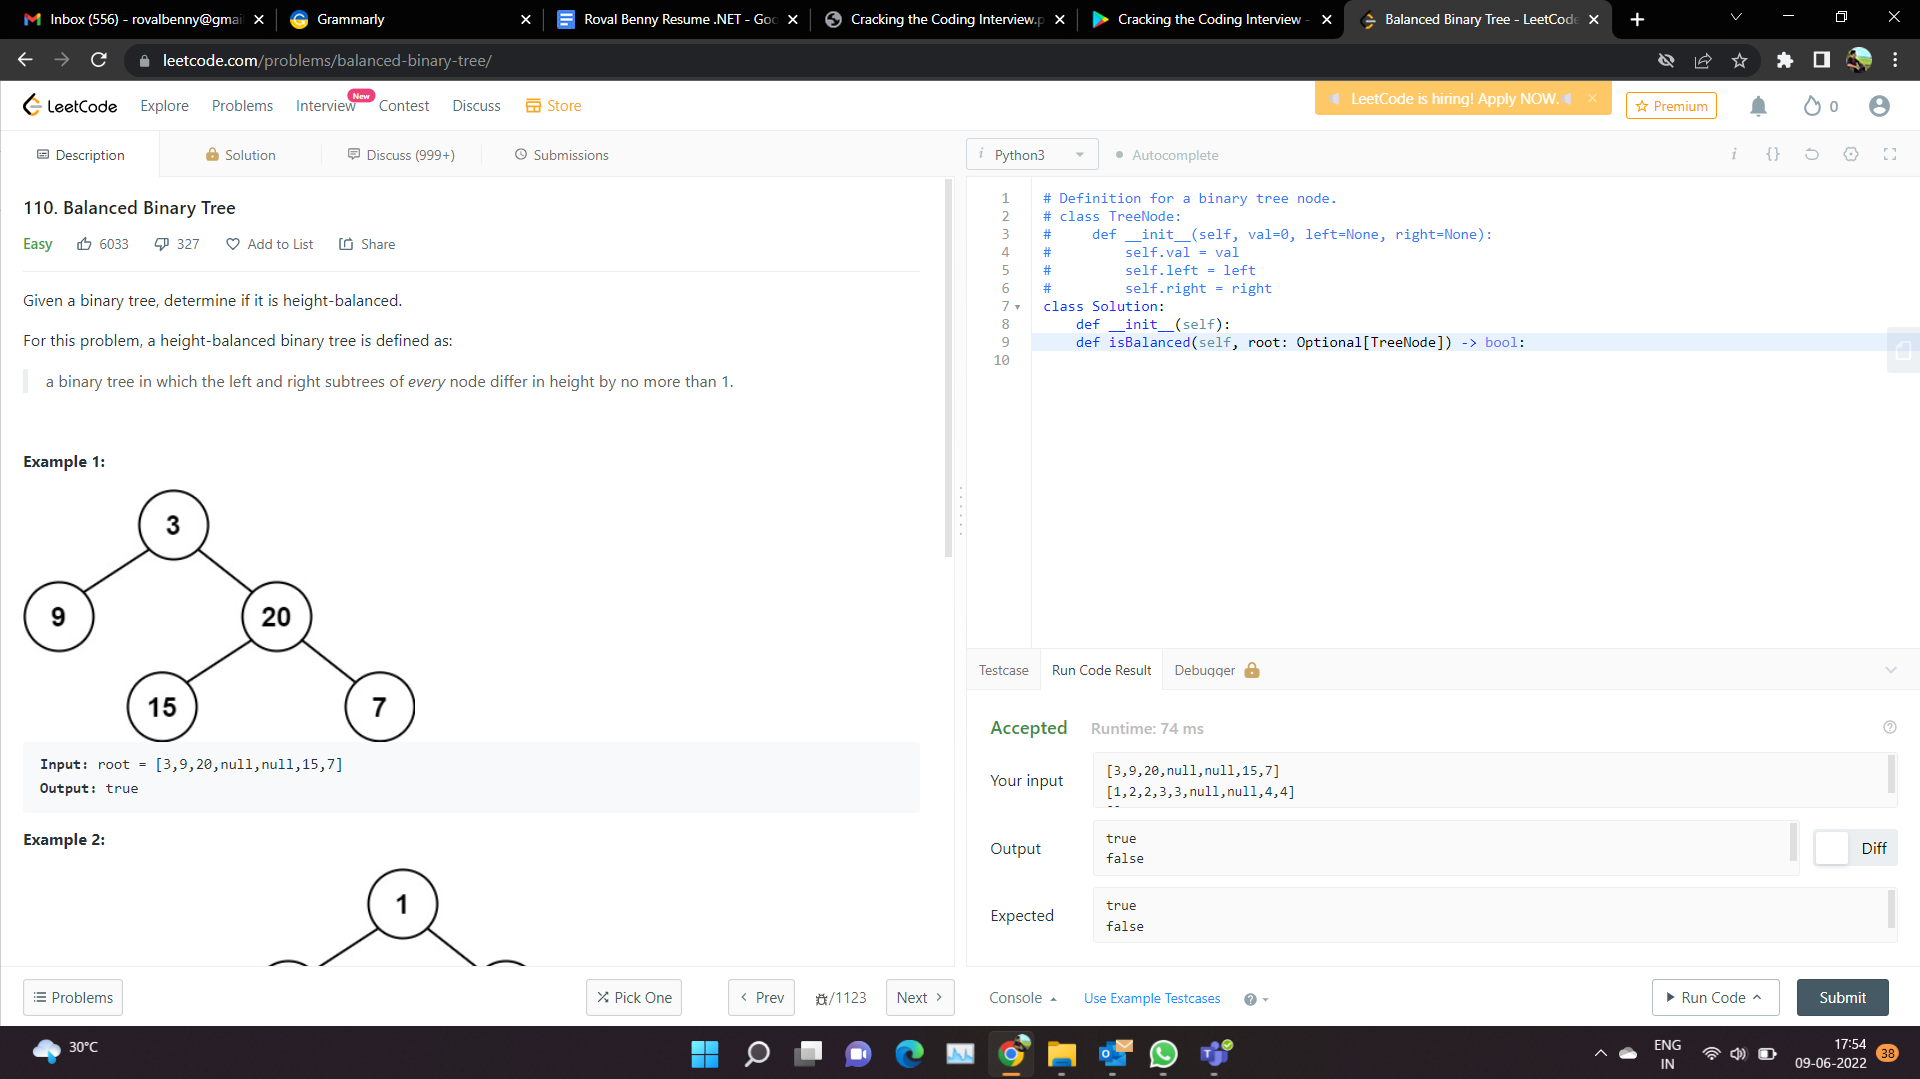 Inbox (556) - rovalbenny@gmai
Grammarly
Roval Benny Resume .NET - Goo
Cracking the Coding Interview.p
Cracking the Coding Interview -
Balanced Binary Tree - LeetCode
leetcode.com/problems/balanced-binary-tree/
LeetCode
Explore
Problems
Interview
New
Contest
Discuss
Store
LeetCode is hiring! Apply NOW.
Premium
0
Description
Solution
Discuss (999+)
Submissions
i Python3
Autocomplete
i {}
110. Balanced Binary Tree
Easy
6033
327
Add to List
Share
Given a binary tree, determine if it is height-balanced.
For this problem, a height-balanced binary tree is defined as:
a binary tree in which the left and right subtrees of every node differ in height by no more than 1.
Example 1:
3
9
20
15
7
Input: root = [3,9,20,null,null,15,7]
Output: true
Example 2:
1
1 # Definition for a binary tree node.
2 # class TreeNode:
3 #     def __init__(self, val=0, left=None, right=None):
4 #         self.val = val
5 #         self.left = left
6 #         self.right = right
7 class Solution:
8     def __init__(self):
9     def isBalanced(self, root: Optional[TreeNode]) -> bool:
10
Testcase
Run Code Result
Debugger
Accepted
Runtime: 74 ms
Your input
[3,9,20,null,null,15,7]
[1,2,2,3,3,null,null,4,4]
Output
true
false
Diff
Expected
true
false
Problems
Pick One
Prev
/1123
Next
Console
Use Example Testcases
Run Code
Submit
30°C
ENG
IN
17:54
09-06-2022
38